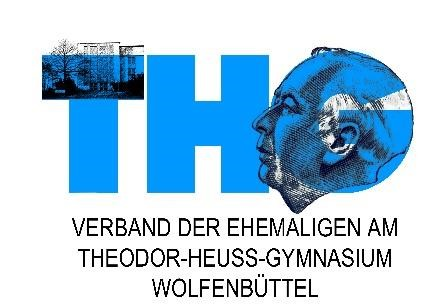 THG
VERBAND DER EHEMALIGEN AM
THEODOR-HEUSS-GYMNASIUM
WOLFENBÜTTEL